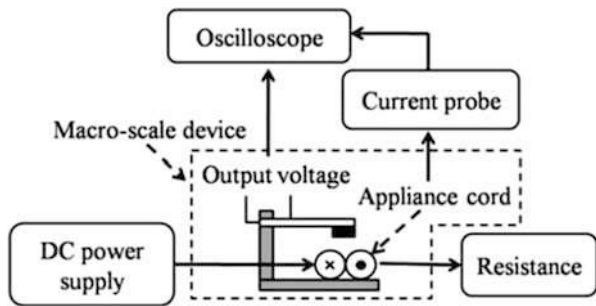 Oscilloscope
Current probe
Macro-scale device
Output voltage
Appliance cord
DC power
supply
Resistance